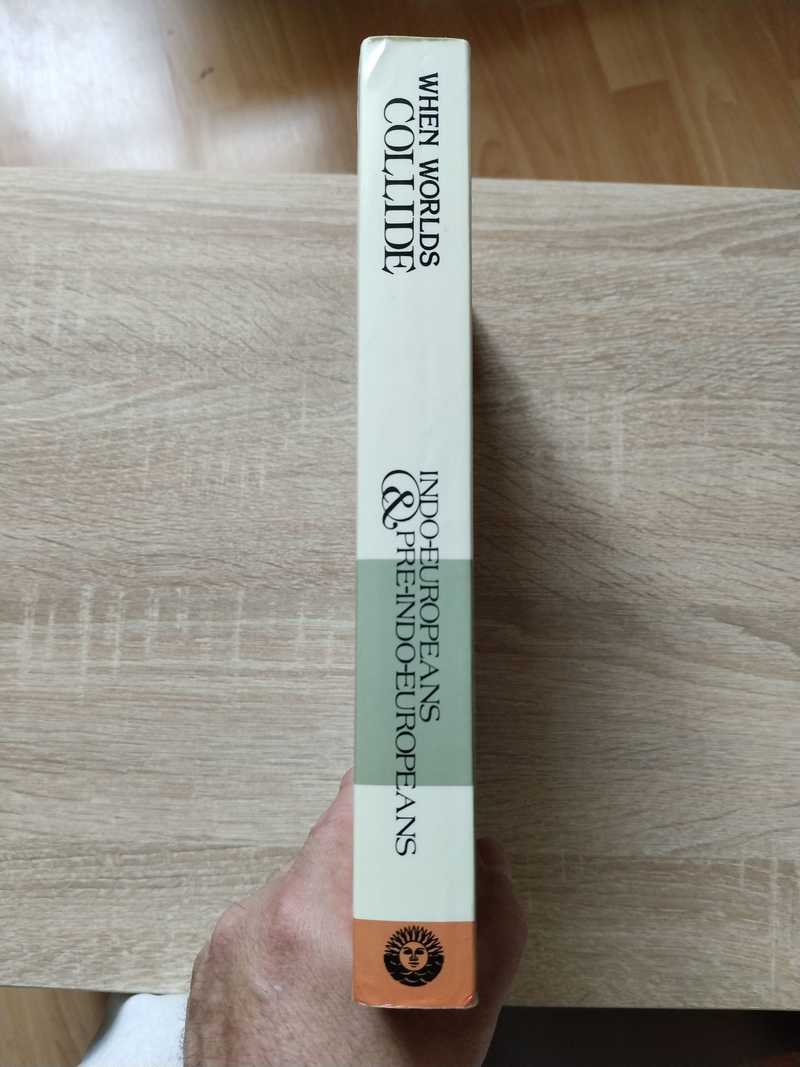 WHEN WORLDS
COLLIDE
INDO-EUROPEANS
& PRE-INDO-EUROPEANS